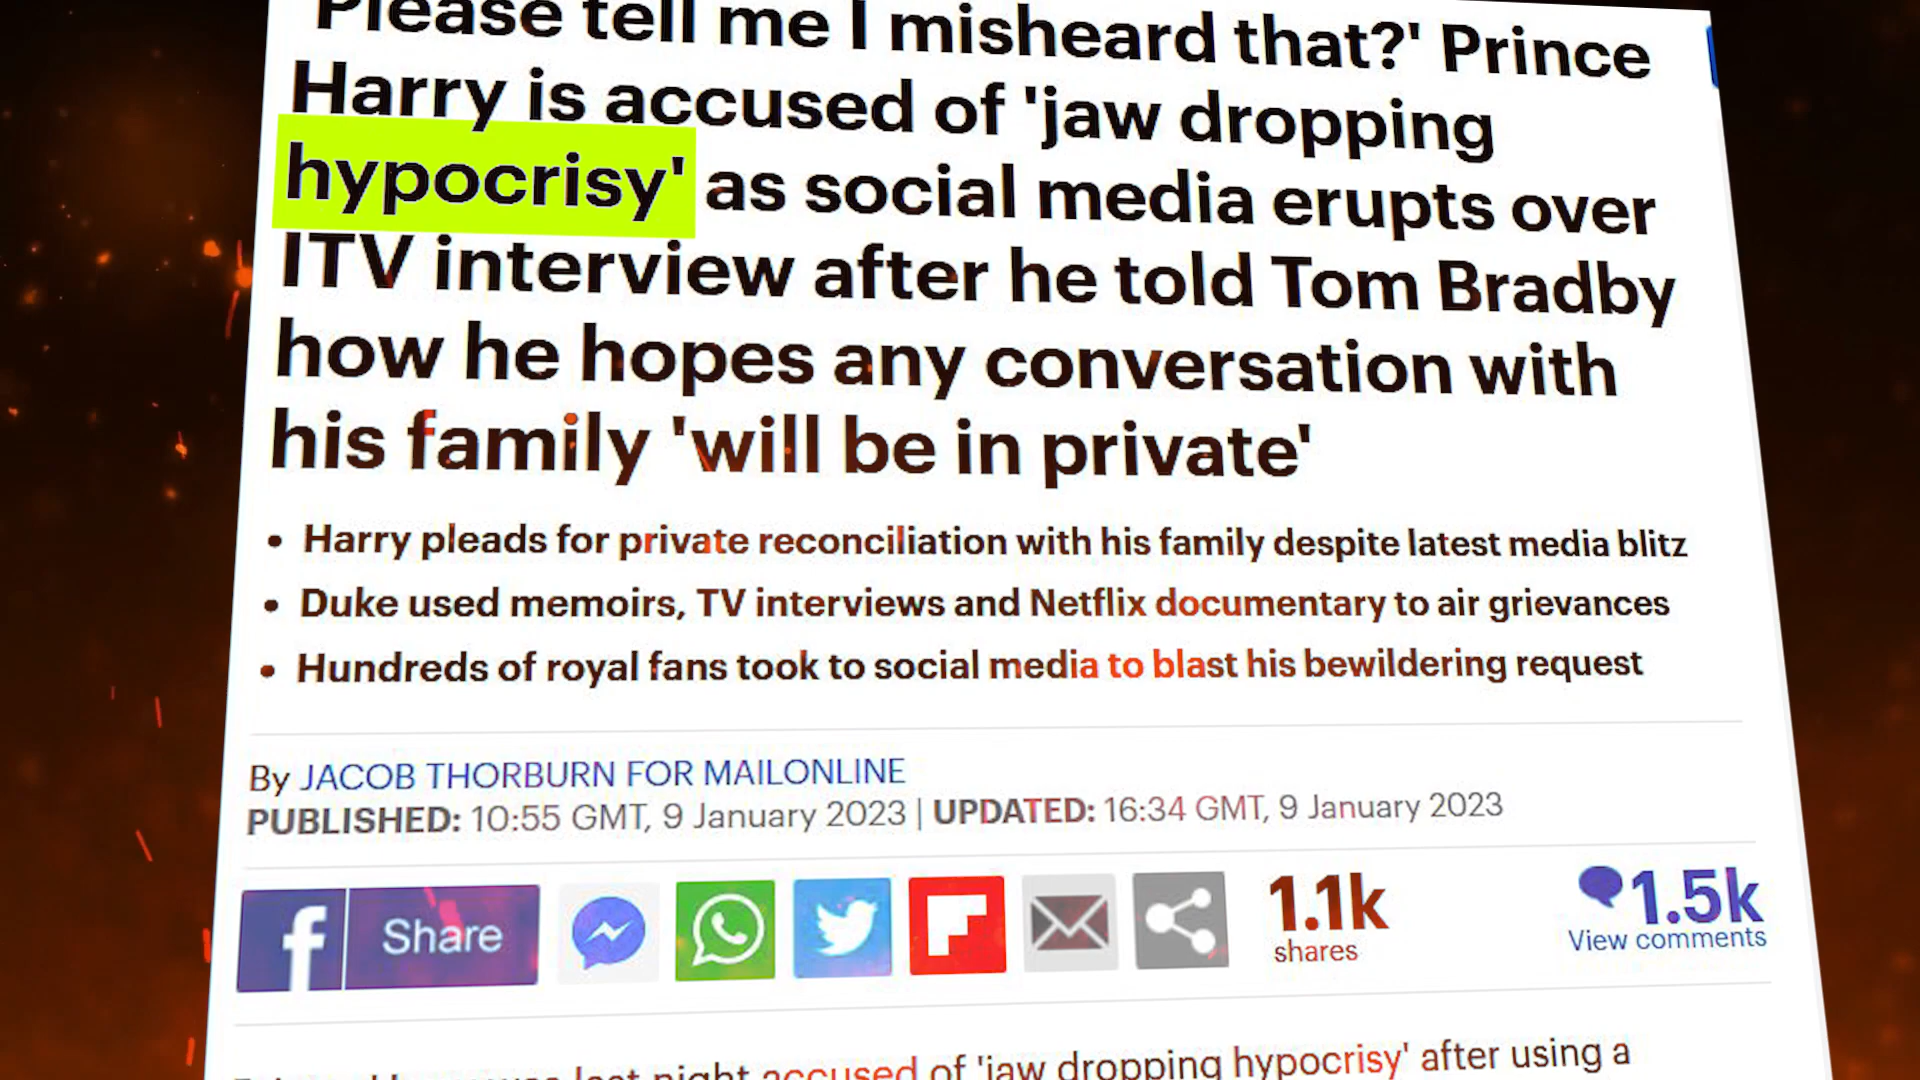 'Please tell me I misheard that?' Prince
Harry is accused of 'jaw dropping
hypocrisy' as social media erupts over
ITV interview after he told Tom Bradby
how he hopes any conversation with
his family 'will be in private'
• Harry pleads for private reconciliation with his family despite latest media blitz
• Duke used memoirs, TV interviews and Netflix documentary to air grievances
• Hundreds of royal fans took to social media to blast his bewildering request
By JACOB THORBURN FOR MAILONLINE
PUBLISHED: 10:55 GMT, 9 January 2023 | UPDATED: 16:34 GMT, 9 January 2023
f Share 1.1k 1.5k
shares View comments
last night accused of 'jaw dropping hypocrisy' after using a